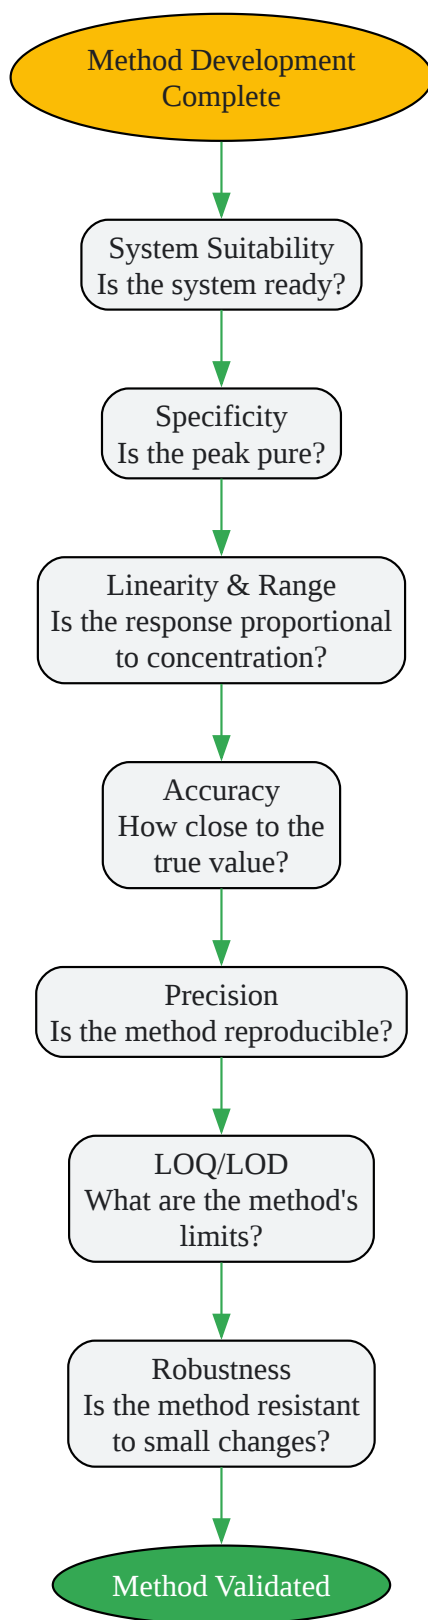 Method Development
Complete
System Suitability
Is the system ready?
Specificity
Is the peak pure?
Linearity & Range
Is the response proportional
to concentration?
Accuracy
How close to the
true value?
Precision
Is the method reproducible?
LOQ/LOD
What are the method's
limits?
Robustness
Is the method resistant
to small changes?
Method Validated